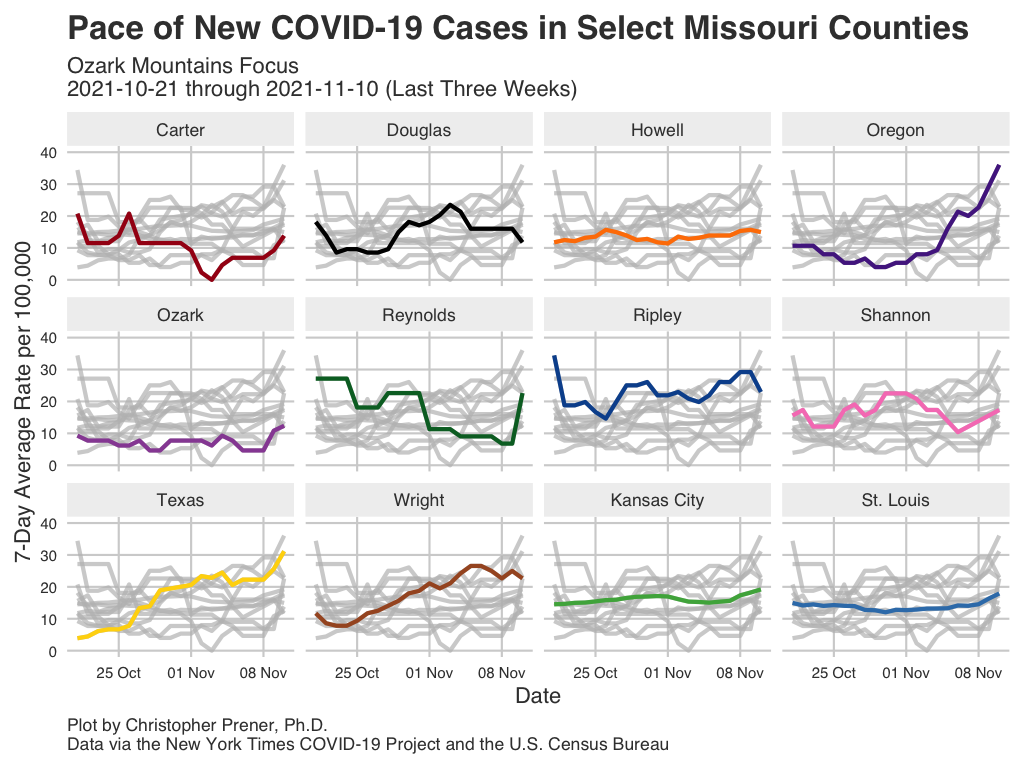 Pace of New COVID-19 Cases in Select Missouri Counties
Ozark Mountains Focus
2021-10-21 through 2021-11-10 (Last Three Weeks)
Carter
Douglas
Howell
Oregon
40
30
20
10
0
Ozark
Reynolds
Ripley
Shannon
40
30
20
10
0
Texas
Wright
Kansas City
St. Louis
40
30
20
10
0
7-Day Average Rate per 100,000
25 Oct 01 Nov 08 Nov
25 Oct 01 Nov 08 Nov
25 Oct 01 Nov 08 Nov
25 Oct 01 Nov 08 Nov
Date
Plot by Christopher Prener, Ph.D.
Data via the New York Times COVID-19 Project and the U.S. Census Bureau